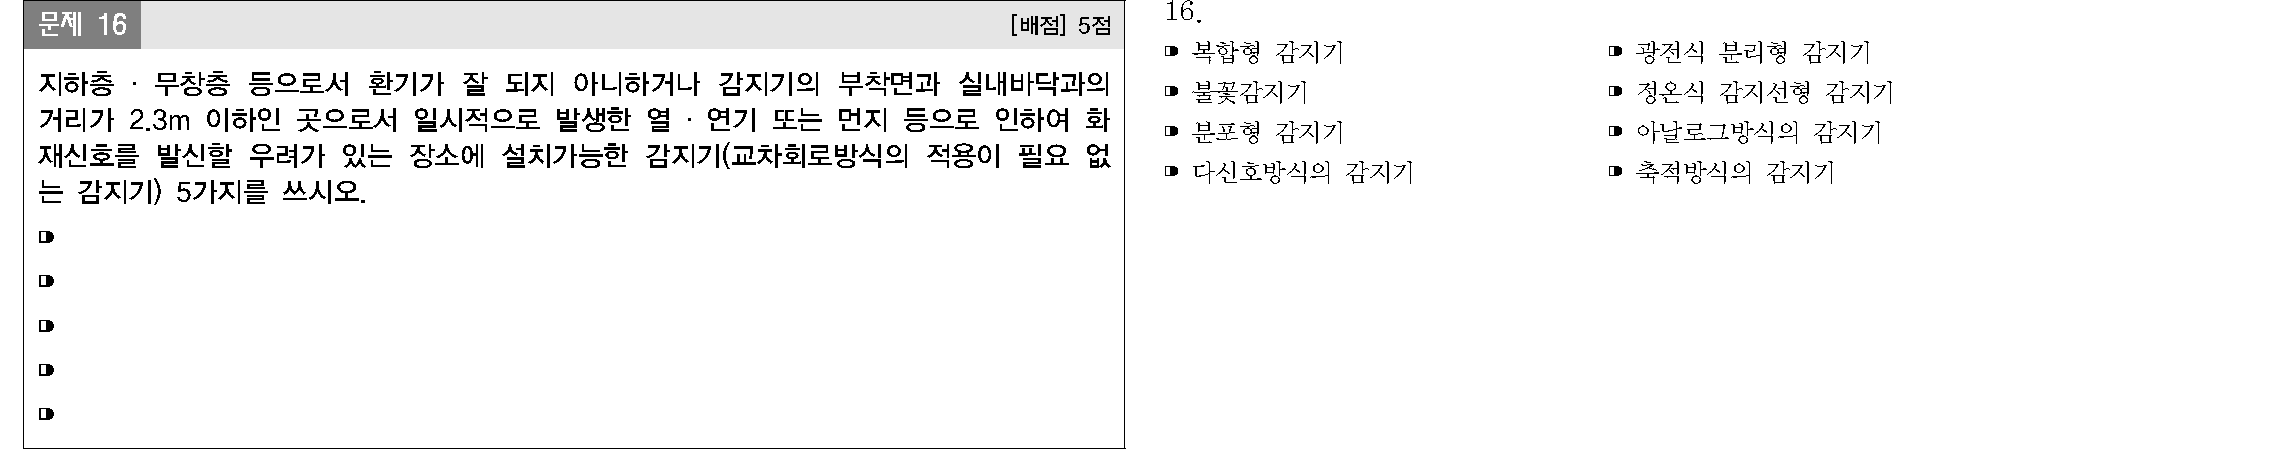 문제 16
[배점] 5점
지하층 · 무창층 등으로서 환기가 잘 되지 아니하거나 감지기의 부착면과 실내바닥과의
거리가 2.3m 이하인 곳으로서 일시적으로 발생한 열 · 연기 또는 먼지 등으로 인하여 화
재신호를 발신할 우려가 있는 장소에 설치가능한 감지기(교차회로방식의 적용이 필요 없
는 감지기) 5가지를 쓰시오.
16.
복합형 감지기
광전식 분리형 감지기
불꽃감지기
정온식 감지선형 감지기
분포형 감지기
아날로그방식의 감지기
다신호방식의 감지기
축적방식의 감지기